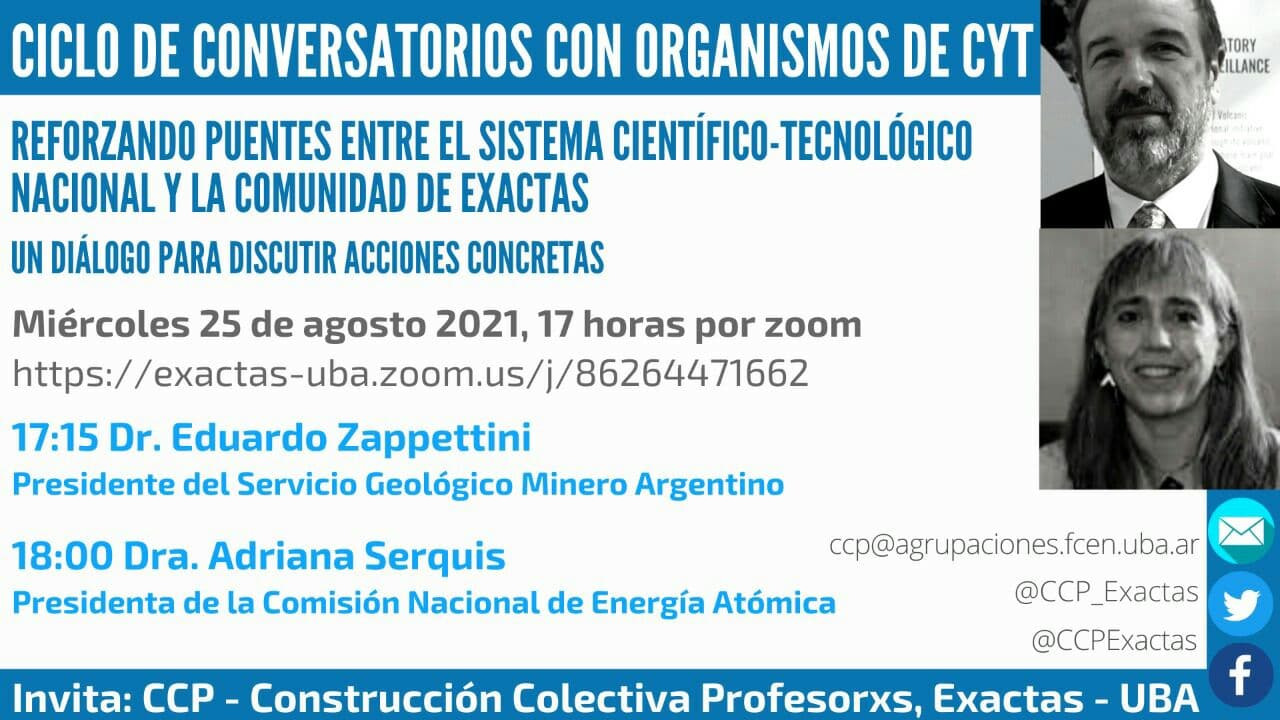 CICLO DE CONVERSATORIOS CON ORGANISMOS DE CYT
REFORZANDO PUENTES ENTRE EL SISTEMA CIENTÍFICO-TECNOLÓGICO
NACIONAL Y LA COMUNIDAD DE EXACTAS
UN DIÁLOGO PARA DISCUTIR ACCIONES CONCRETAS
Miércoles 25 de agosto 2021, 17 horas por zoom
https://exactas-uba.zoom.us/j/86264471662
17:15 Dr. Eduardo Zappettini
Presidente del Servicio Geológico Minero Argentino
18:00 Dra. Adriana Serquis
Presidenta de la Comisión Nacional de Energía Atómica
ccp@agrupaciones.fcen.uba.ar
@CCP_Exactas
@CCPExactas
Invita: CCP - Construcción Colectiva Profesorxs, Exactas - UBA